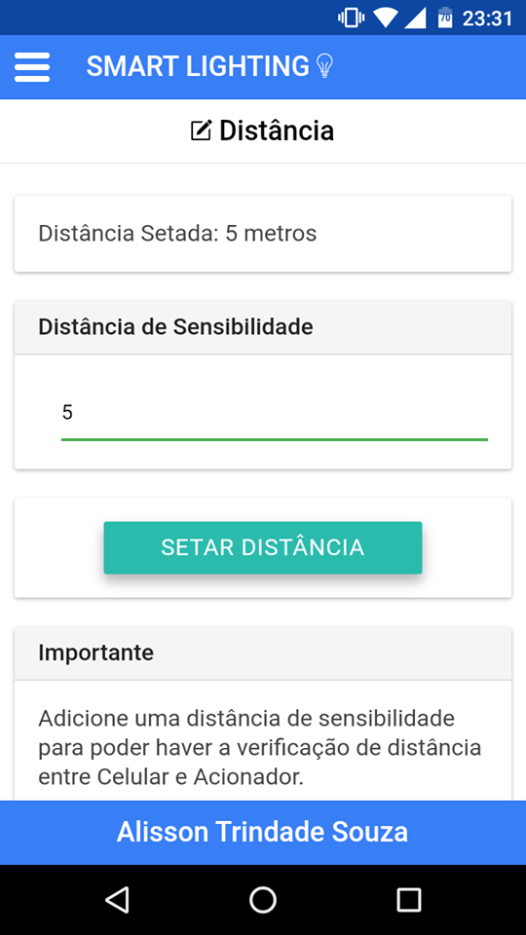 70 23:31
SMART LIGHTING
Distância
Distância Setada: 5 metros
Distância de Sensibilidade
5
SETAR DISTÂNCIA
Importante
Adicione uma distância de sensibilidade
para poder haver a verificação de distância
entre Celular e Acionador.
Alisson Trindade Souza